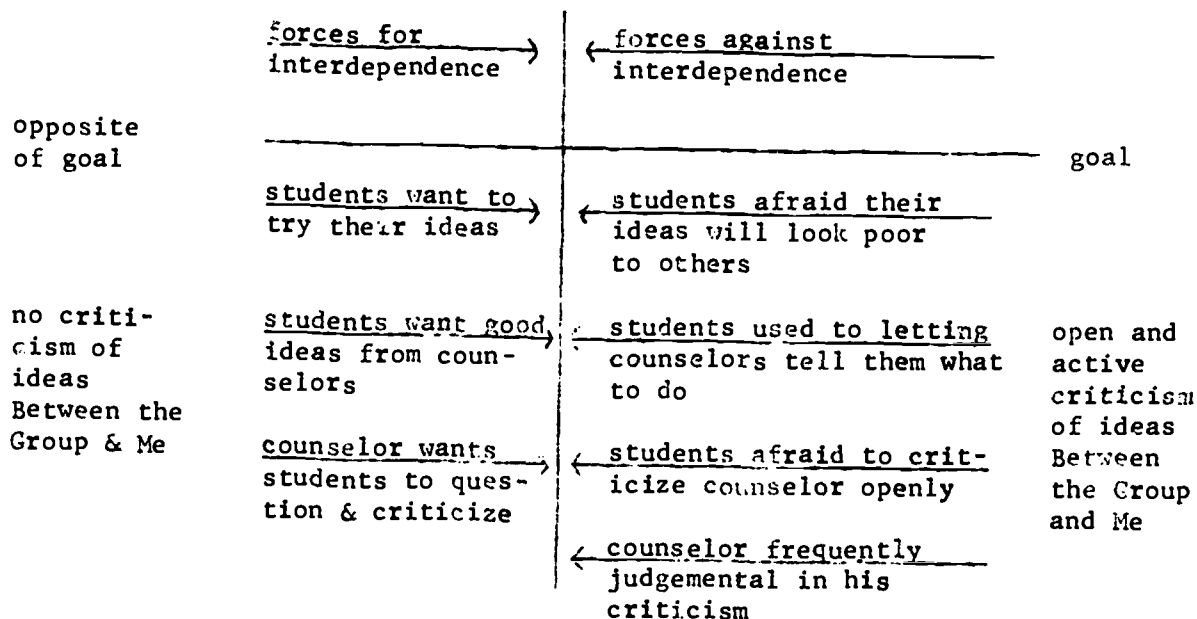 forces for
interdependence
forces against
interdependence
opposite
of goal
goal
students want to
try their ideas
students afraid their
ideas will look poor
to others
no criti-
cism of
ideas
Between the
Group & Me
students want good
ideas from coun-
selors
students used to letting
counselors tell them what
to do
open and
active
criticism
of ideas
Between
the Group
and Me
counselor wants
students to ques-
tion & criticize
students afraid to crit-
icize counselor openly
counselor frequently
judgemental in his
criticism